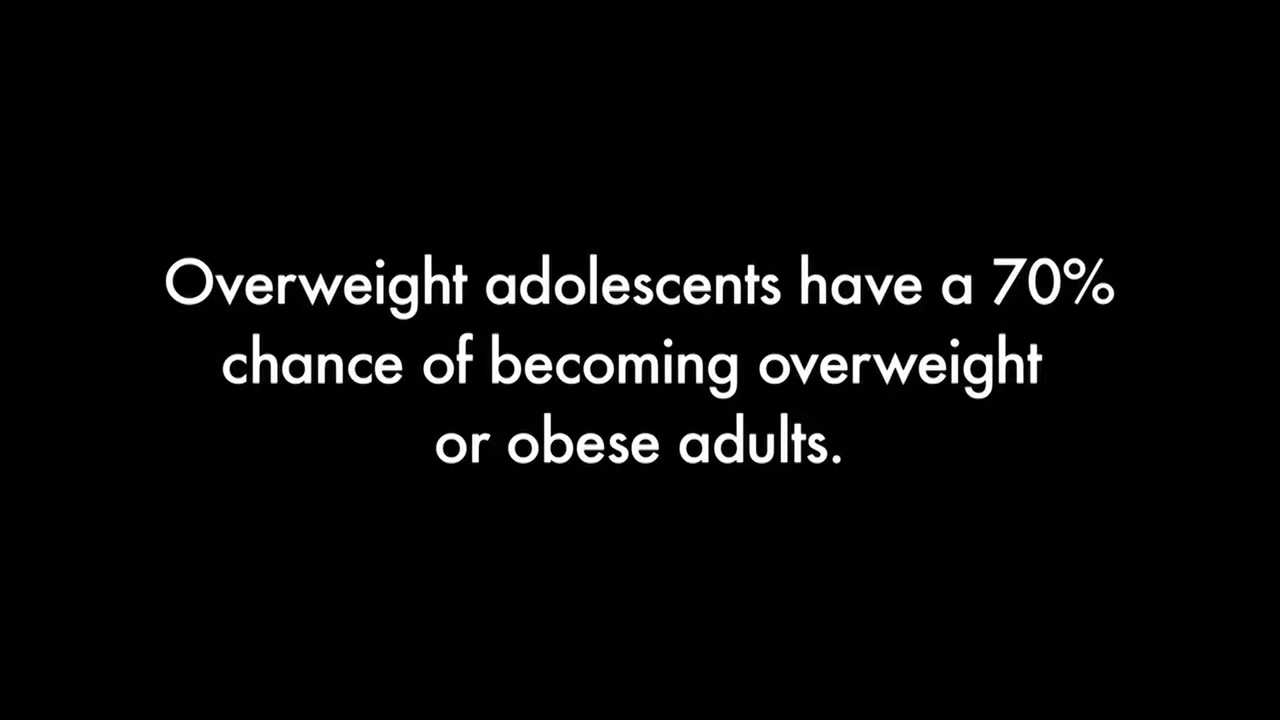 Overweight adolescents have a 70%
chance of becoming overweight
or obese adults.